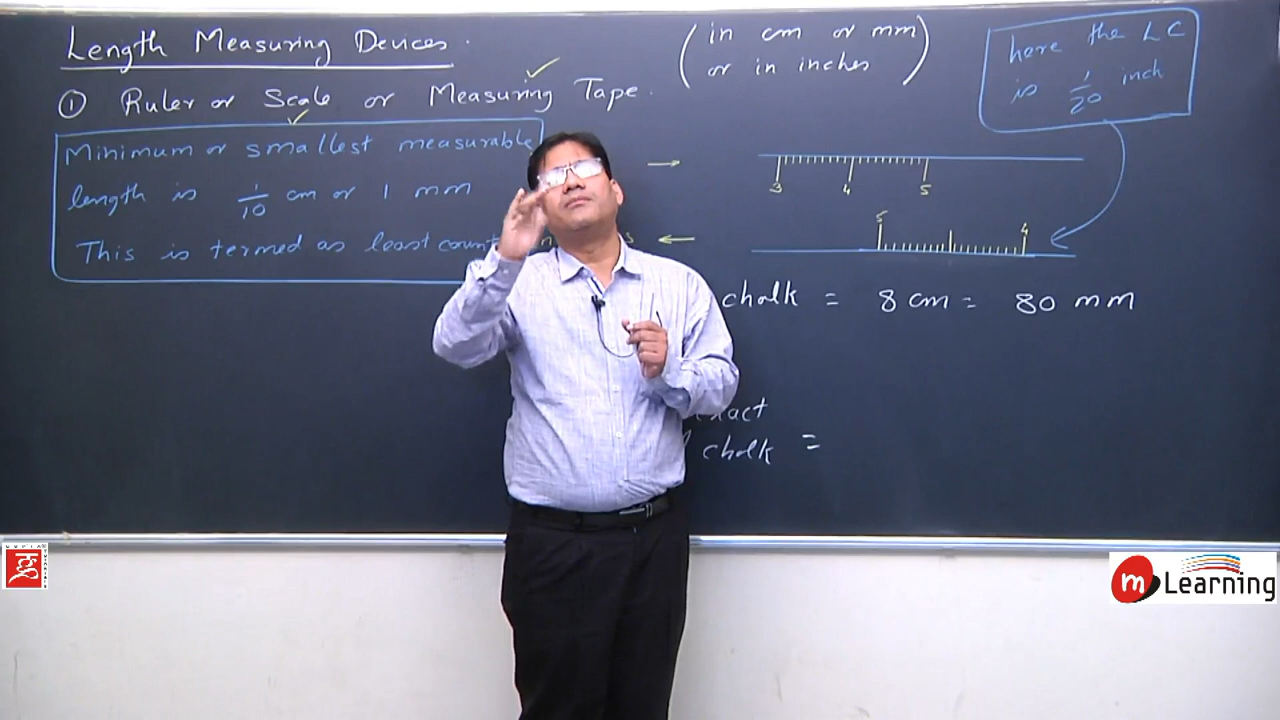 Length Measuring Devices.
(in cm or mm
or in inches)
① Ruler or Scale or Measuring Tape.
Minimum or smallest measurable
length is 1/10 cm or 1 mm
This is termed as least count
here the LC
is 1/20 inch
3 4 5
5 4
chalk = 8 cm = 80 mm
exact
chalk =
m Learning